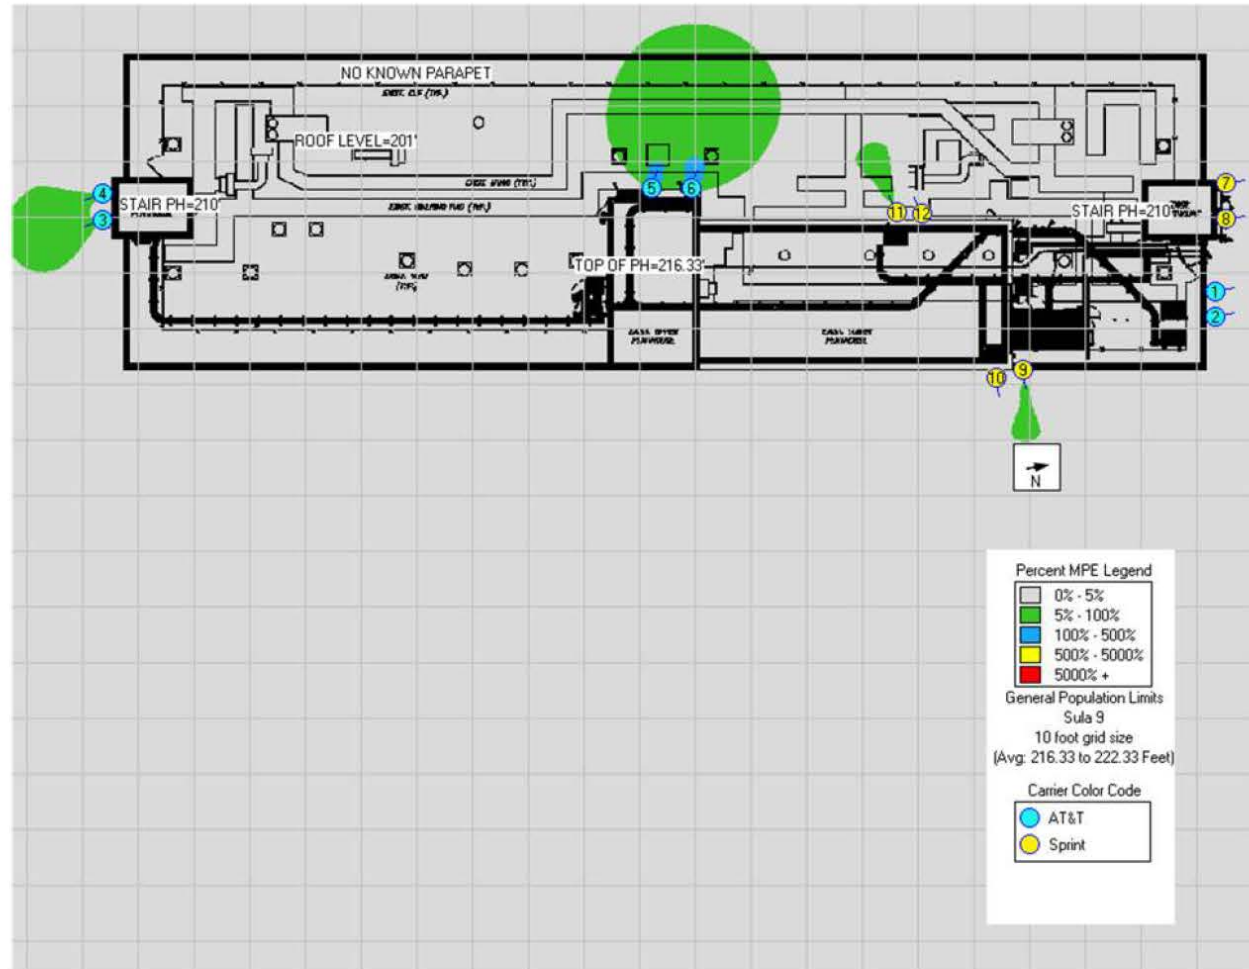 NO KNOWN PARAPET
EXIST. CLF (TYP.)
ROOF LEVEL=201'
4
3
STAIR PH=210'
5
6
11
12
STAIR PH=210'
7
8
TOP OF PH=216.33'
1
2
10
9
N
Percent MPE Legend
0% - 5%
5% - 100%
100% - 500%
500% - 5000%
5000% +
General Population Limits
Sula 9
10 foot grid size
(Avg: 216.33 to 222.33 Feet)
Carrier Color Code
AT&T
Sprint